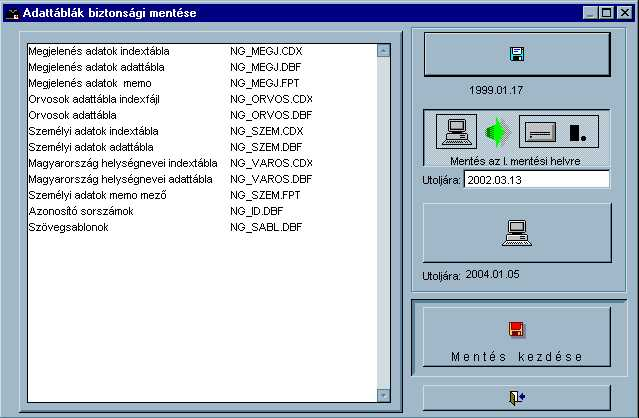 Adattáblák biztonsági mentése
Megjelenés adatok indextábla NG_MEGJ.CDX
Megjelenés adatok adattábla NG_MEGJ.DBF
Megjelenés adatok memo NG_MEGJ.FPT
Orvosok adattábla indexfájl NG_ORVOS.CDX
Orvosok adattábla NG_ORVOS.DBF
Személyi adatok indextábla NG_SZEM.CDX
Személyi adatok adattábla NG_SZEM.DBF
Magyarország helységnevei indextábla NG_VAROS.CDX
Magyarország helységnevei adattábla NG_VAROS.DBF
Személyi adatok memo mező NG_SZEM.FPT
Azonosító sorszámok NG_ID.DBF
Szövegsablonok NG_SABL.DBF
1999.01.17
Mentés az I. mentési helvre
Utoljára: 2002.03.13
Utoljára: 2004.01.05
Mentés kezdése